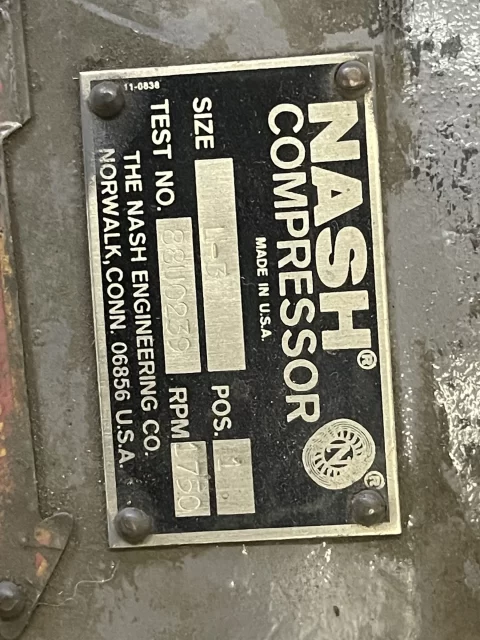 NASH®
COMPRESSOR ®
N
MADE IN U.S.A.
SIZE POS. 1
TEST NO. RPM 1750
THE NASH ENGINEERING CO.
NORWALK, CONN. 06856 U.S.A.
11-0838